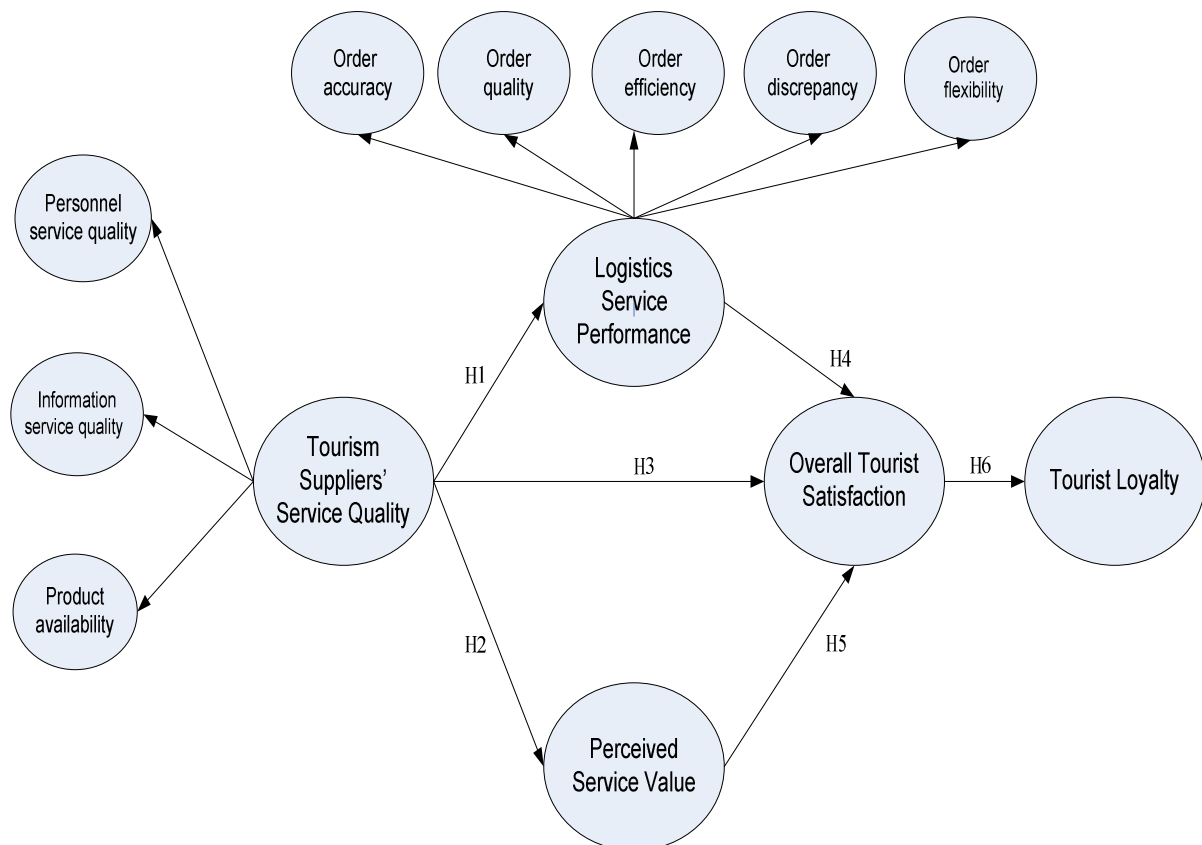 Order
accuracy
Order
quality
Order
efficiency
Order
discrepancy
Order
flexibility
Personnel
service quality
Logistics
Service
Performance
H1
H4
Information
service quality
Tourism
Suppliers’
Service Quality
H3
Overall Tourist
Satisfaction
H6
Tourist Loyalty
Product
availability
H2
H5
Perceived
Service Value